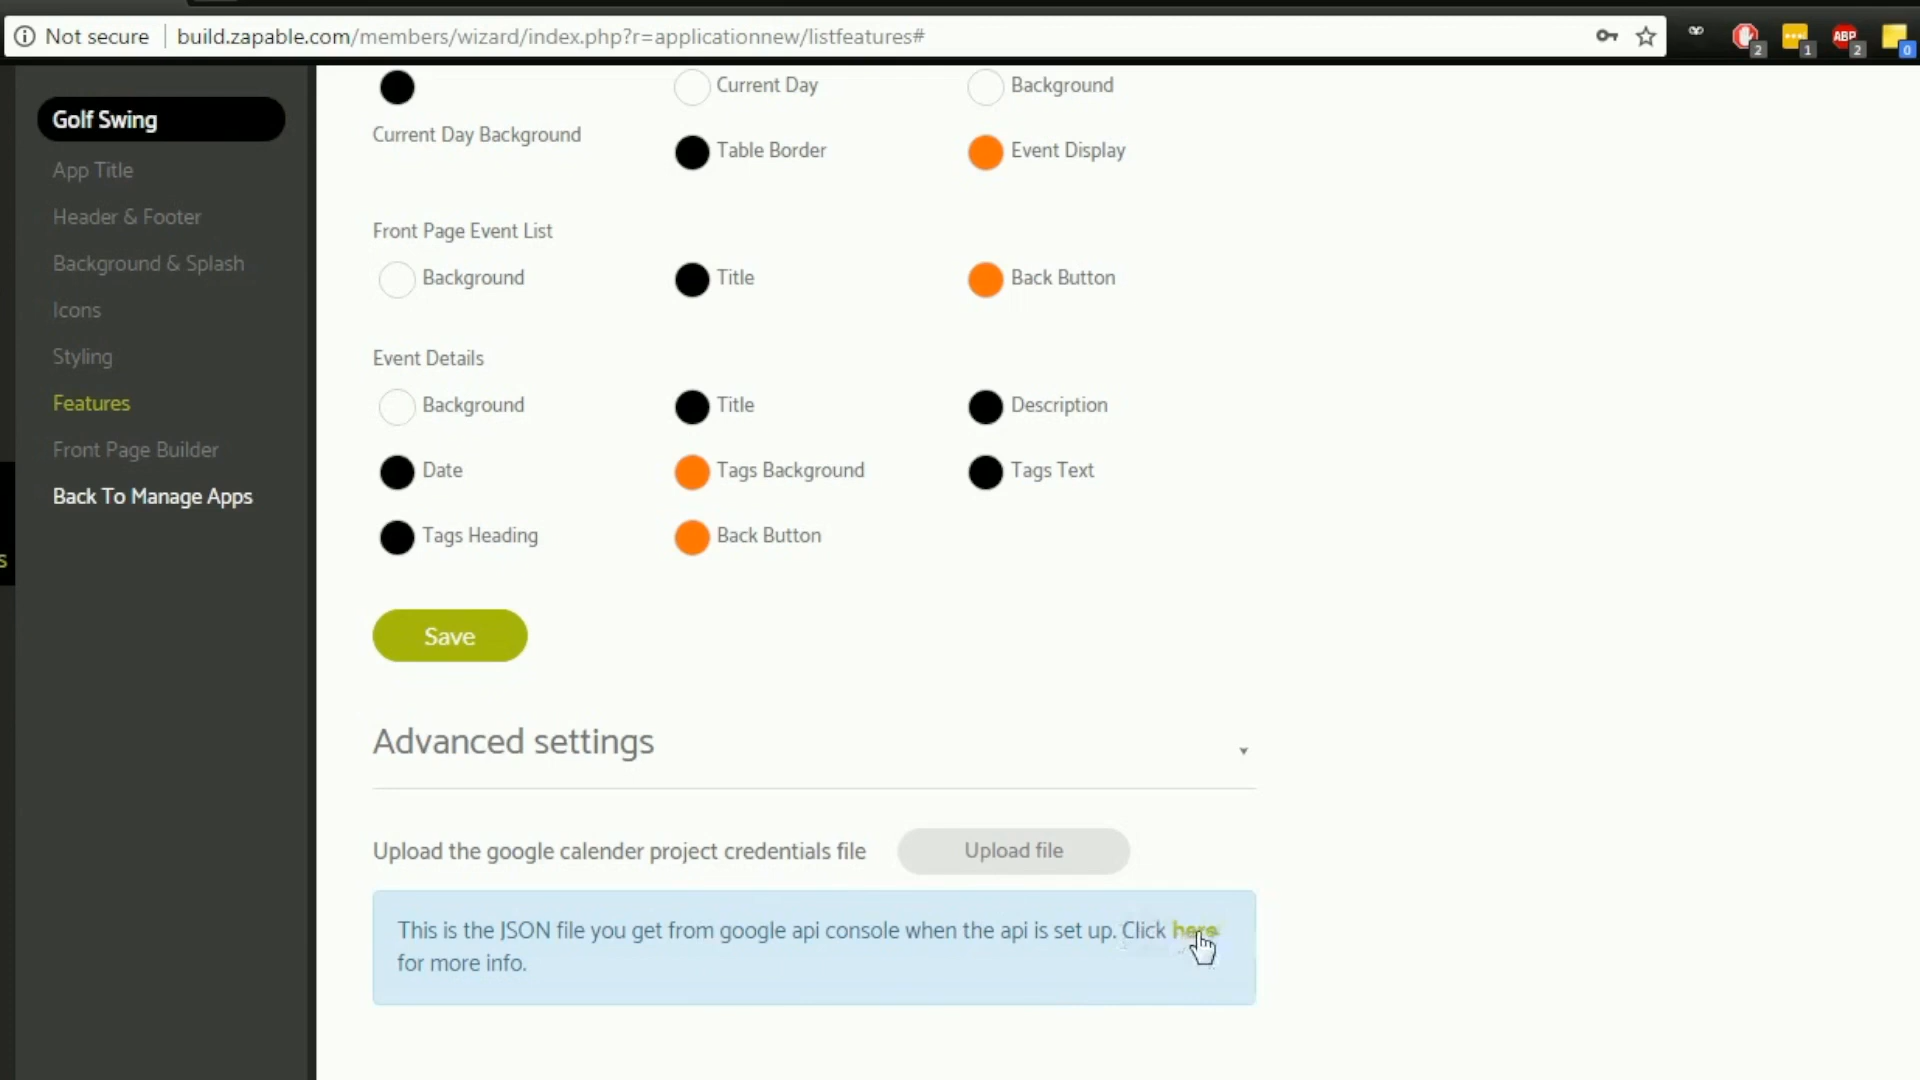 Not secure
build.zapable.com/members/wizard/index.php?r=applicationnew/listfeatures#
2
1
ABP
2
0
Golf Swing
App Title
Header & Footer
Background & Splash
Icons
Styling
Features
Front Page Builder
Back To Manage Apps
s
Current Day
Background
Current Day Background
Table Border
Event Display
Front Page Event List
Background
Title
Back Button
Event Details
Background
Title
Description
Date
Tags Background
Tags Text
Tags Heading
Back Button
Save
Advanced settings
Upload the google calender project credentials file
Upload file
This is the JSON file you get from google api console when the api is set up. Click here
for more info.